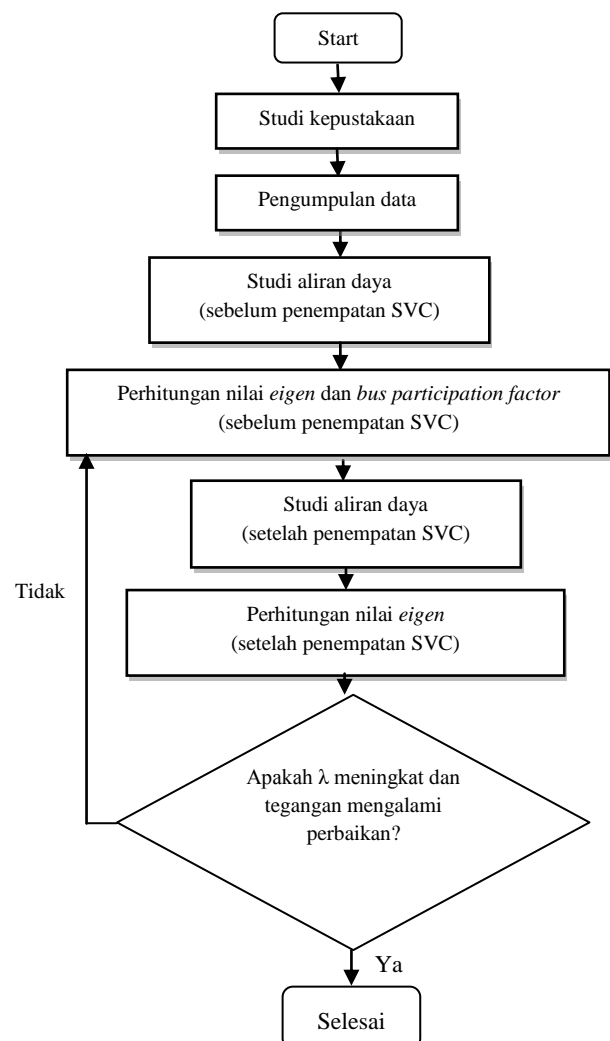 Start
Studi kepustakaan
Pengumpulan data
Studi aliran daya
(sebelum penempatan SVC)
Perhitungan nilai eigen dan bus participation factor
(sebelum penempatan SVC)
Studi aliran daya
(setelah penempatan SVC)
Tidak
Perhitungan nilai eigen
(setelah penempatan SVC)
Apakah λ meningkat dan
tegangan mengalami
perbaikan?
Ya
Selesai